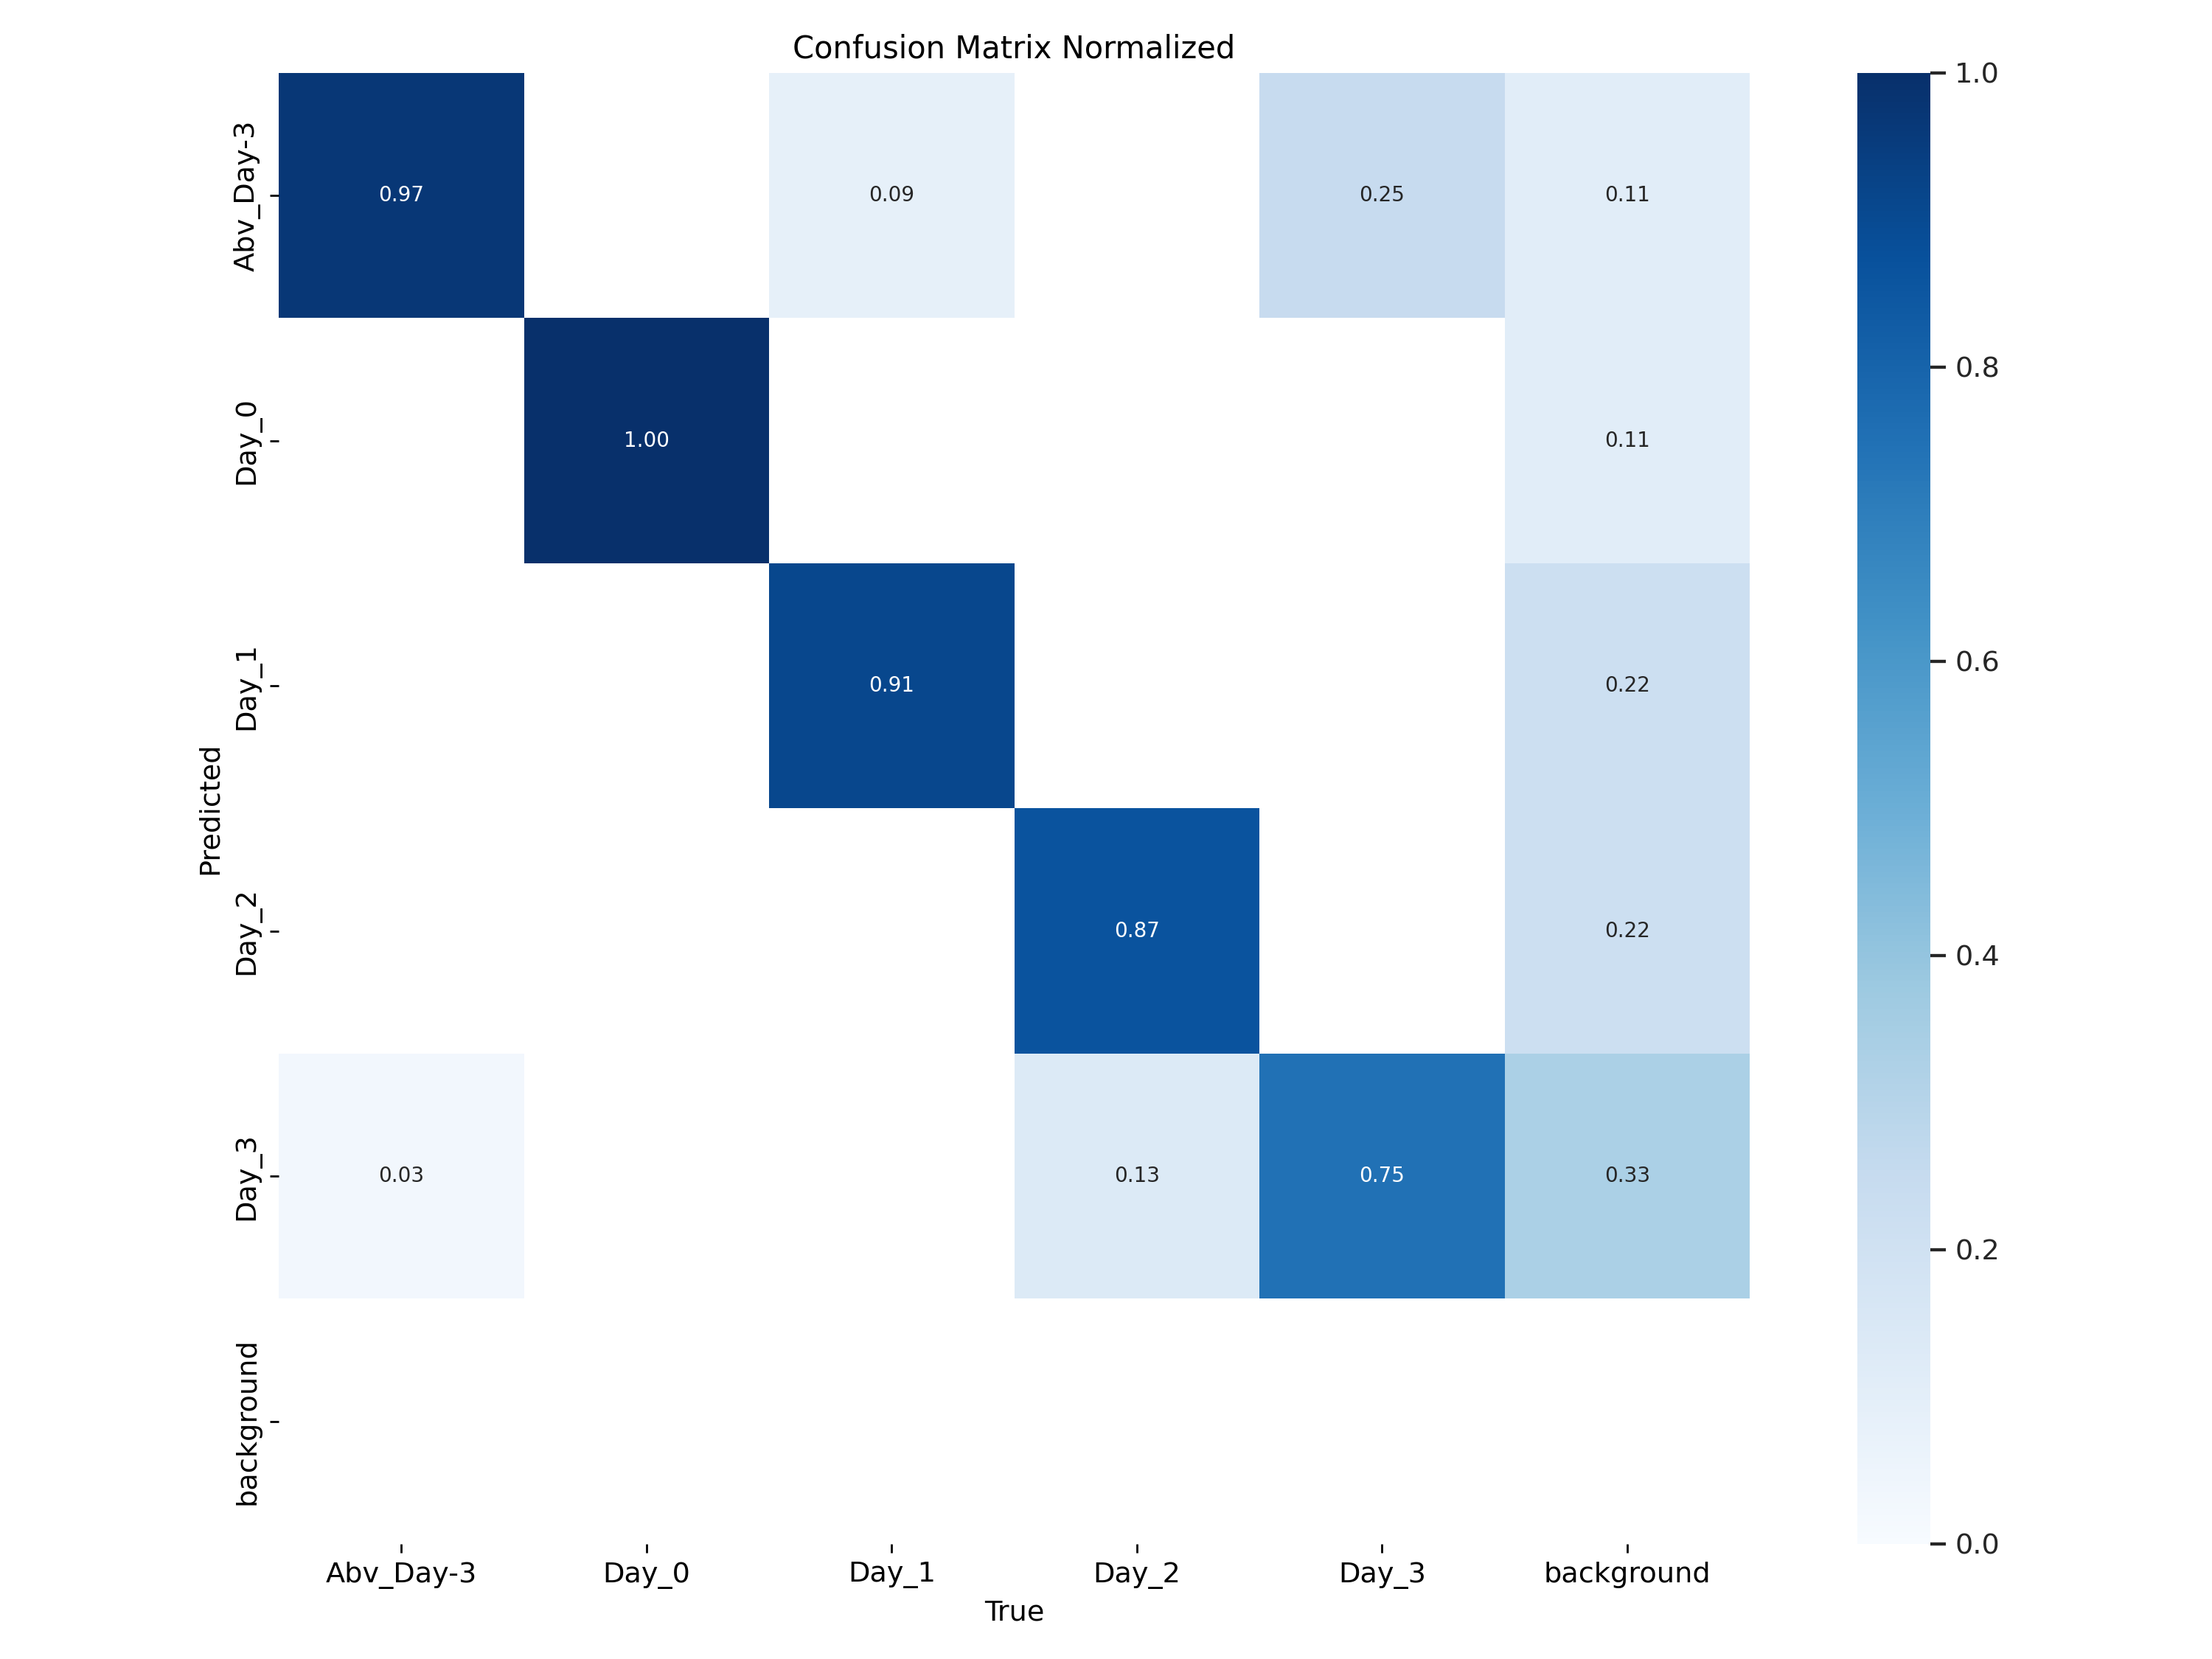 Confusion Matrix Normalized
Abv_Day-3
0.97
0.09
0.25
0.11
Day_0
1.00
0.11
Day_1
0.91
0.22
Day_2
0.87
0.22
Day_3
0.03
0.13
0.75
0.33
background
Predicted
Abv_Day-3
Day_0
Day_1
Day_2
Day_3
background
True
1.0
0.8
0.6
0.4
0.2
0.0